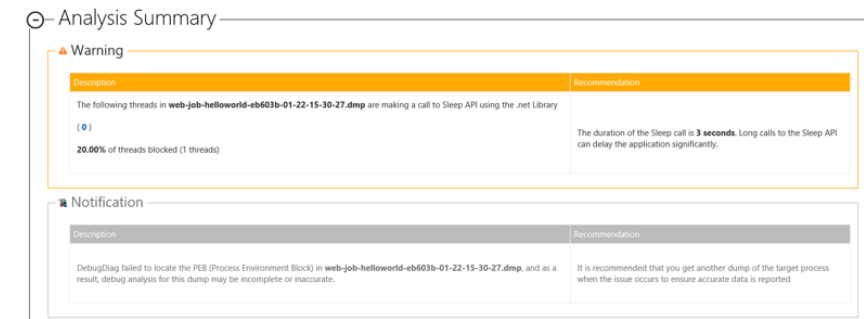 Analysis Summary
Warning
Description
Recommendation
The following threads in web-job-helloworld-eb603b-01-22-15-30-27.dmp are making a call to Sleep API using the .net Library
( 0 )
20.00% of threads blocked (1 threads)
The duration of the Sleep call is 3 seconds. Long calls to the Sleep API
can delay the application significantly.
Notification
Description
Recommendation
DebugDiag failed to locate the PEB (Process Environment Block) in web-job-helloworld-eb603b-01-22-15-30-27.dmp, and as a
result, debug analysis for this dump may be incomplete or inaccurate.
It is recommended that you get another dump of the target process
when the issue occurs to ensure accurate data is reported